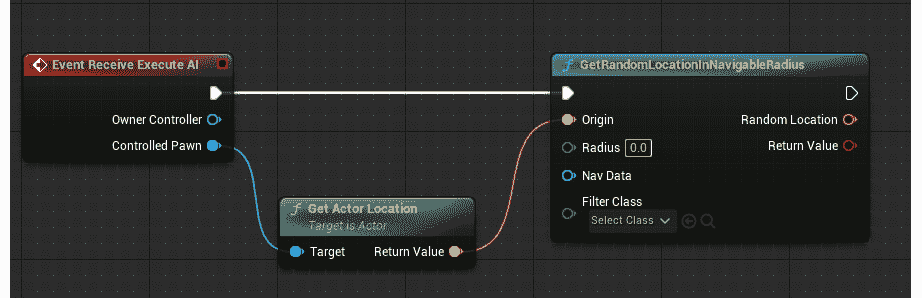 Event Receive Execute AI
Owner Controller
Controlled Pawn
f Get Actor Location
Target is Actor
Target
Return Value
f GetRandomLocationInNavigableRadius
Origin
Random Location
Radius 0.0
Return Value
Nav Data
Filter Class
Select Class